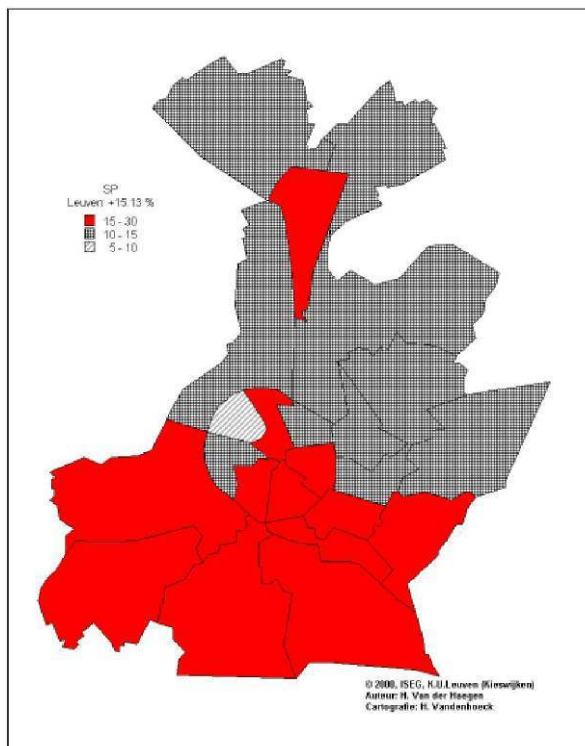 SP
Leuven: +15.13 %
15 - 30
10 - 15
5 - 10
© 2000, ISEG, K.U.Leuven (Kieswijken)
Auteur: H. Van der Haegen
Cartografie: H. Vandenhoeck